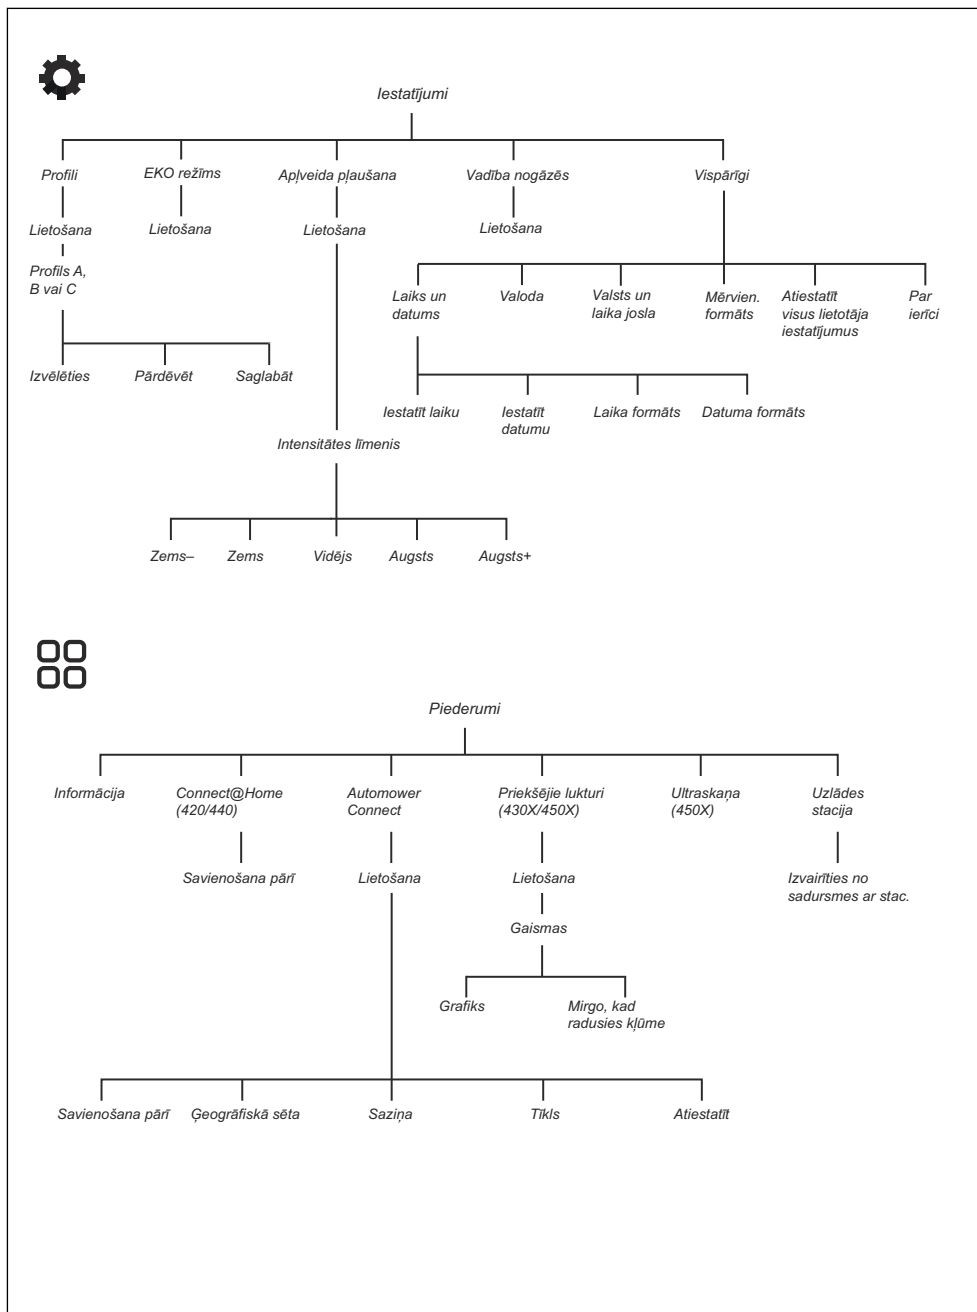 Iestatījumi
Profili
EKO režīms
Apļveida pļaušana
Vadība nogāzēs
Vispārīgi
Lietošana
Lietošana
Lietošana
Lietošana
Profils A,
B vai C
Laiks un
datums
Valoda
Valsts un
laika josla
Mērvien.
formāts
Atiestatīt
visus lietotāja
iestatījumus
Par
ierīci
Izvēlēties
Pārdēvēt
Saglabāt
Iestatīt laiku
Iestatīt
datumu
Laika formāts
Datuma formāts
Intensitātes līmenis
Zems–
Zems
Vidējs
Augsts
Augsts+
Piederumi
Informācija
Connect@Home
(420/440)
Automower
Connect
Priekšējie lukturi
(430X/450X)
Ultraskaņa
(450X)
Uzlādes
stacija
Savienošana pārī
Lietošana
Lietošana
Izvairīties no
sadursmes ar stac.
Gaismas
Grafiks
Mirgo, kad
radusies kļūme
Savienošana pārī
Ģeogrāfiskā sēta
Saziņa
Tīkls
Atiestatīt